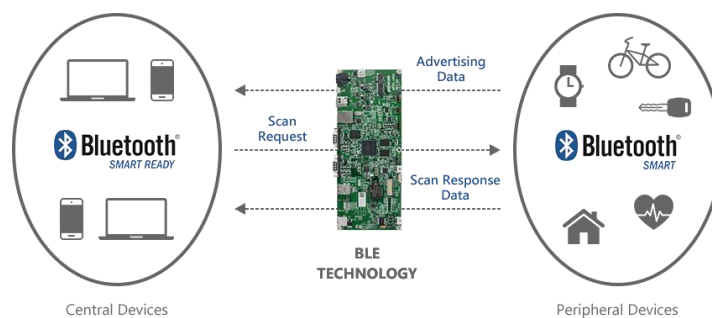 Advertising
Data
Scan
Request
Bluetooth®
SMART READY
Bluetooth®
SMART
Scan Response
Data
BLE
TECHNOLOGY
Central Devices
Peripheral Devices